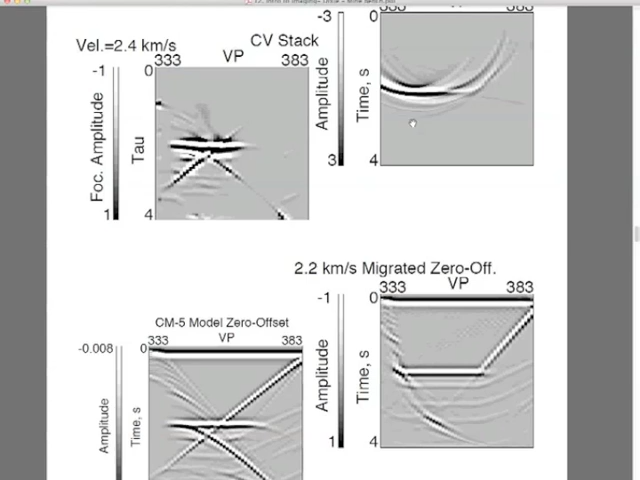 Vel.=2.4 km/s
CV Stack
333
VP
383
-1
Foc. Amplitude
1
0
Tau
4
-3
Amplitude
3
333
383
0
Time, s
4
2.2 km/s Migrated Zero-Off.
VP
333
383
-1
Amplitude
1
0
Time, s
4
CM-5 Model Zero-Offset
VP
333
383
-0.008
Amplitude
0
Time, s